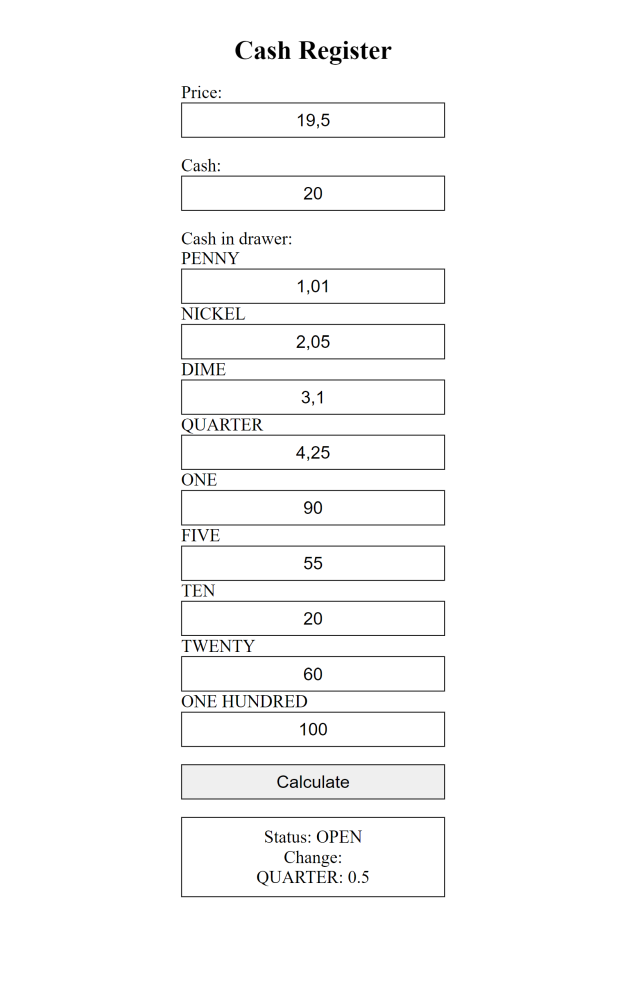 Cash Register
Price:
19,5
Cash:
20
Cash in drawer:
PENNY
1,01
NICKEL
2,05
DIME
3,1
QUARTER
4,25
ONE
90
FIVE
55
TEN
20
TWENTY
60
ONE HUNDRED
100
Calculate
Status: OPEN
Change:
QUARTER: 0.5